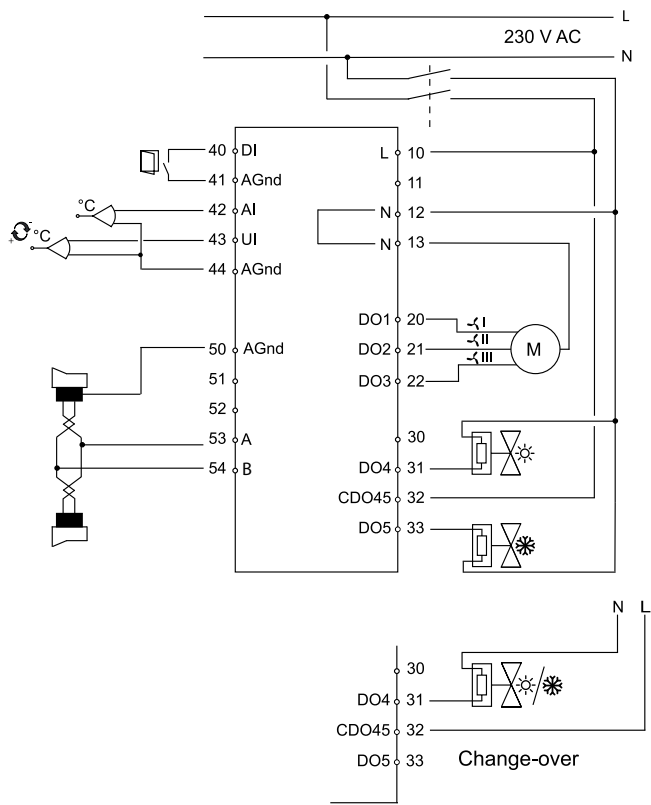 L
230 V AC
N
40 DI
L 10
41 AGnd
11
°C
42 AI
N 12
- + °C
43 UI
N 13
44 AGnd
DO1 20
I
50 AGnd
DO2 21
II
M
51
DO3 22
III
52
53 A
30
54 B
DO4 31
CDO45 32
DO5 33
N L
30
DO4 31
CDO45 32
DO5 33
Change-over